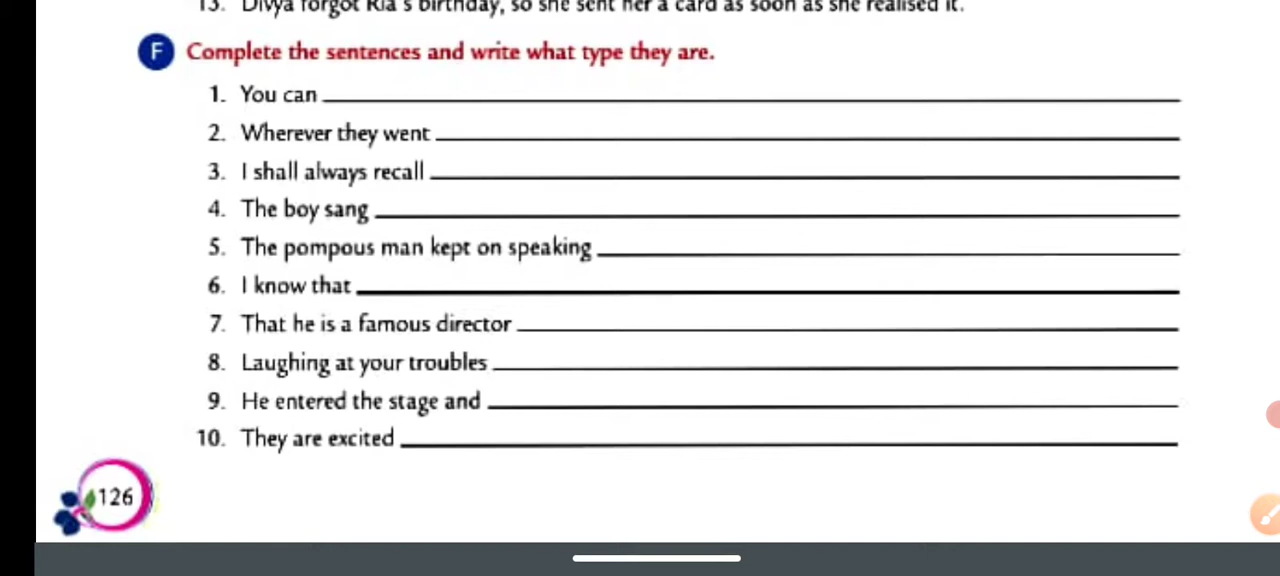 13. Divya forgot Ria's birthday, so she sent her a card as soon as she realised it.
F Complete the sentences and write what type they are.
1. You can
2. Wherever they went
3. I shall always recall
4. The boy sang
5. The pompous man kept on speaking
6. I know that
7. That he is a famous director
8. Laughing at your troubles
9. He entered the stage and
10. They are excited
126